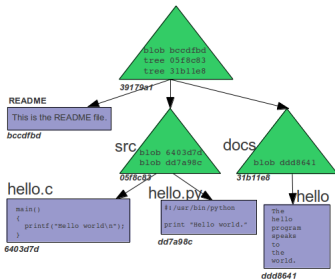 blob bccdfbd
tree 05f8c83
tree 31b11e8
39179a1
README
This is the README file.
bccdfbd
src
blob 6403d7d
blob dd7a98c
05f8c83
docs
blob ddd8641
31b11e8
hello.c
main()
{
printf("Hello world\n");
}
6403d7d
hello.py
#!/usr/bin/python
print "Hello world."
dd7a98c
hello
The
hello
program
speaks
to
the
world.
ddd8641